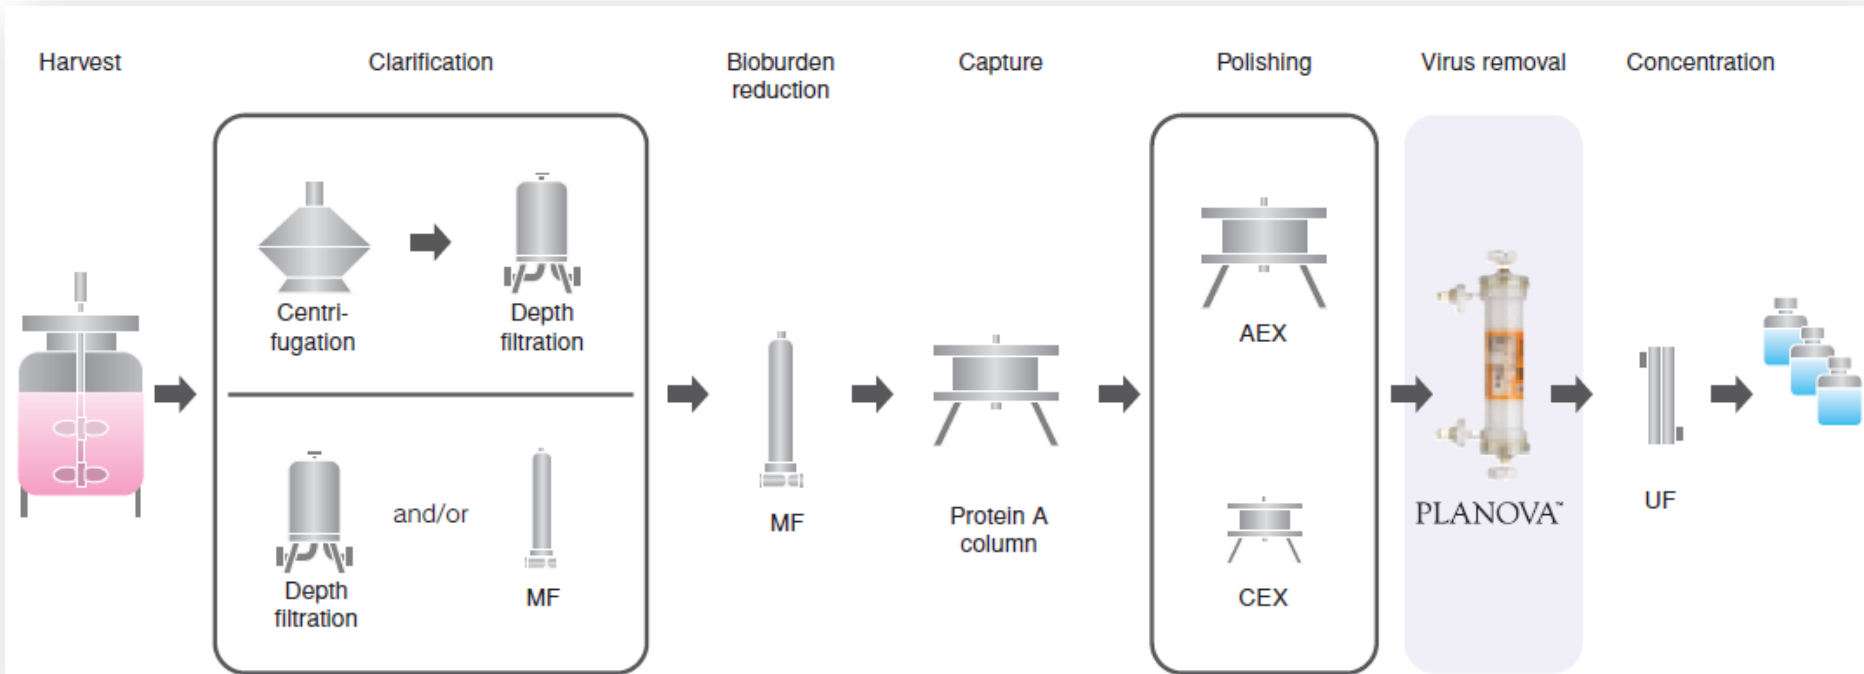 Harvest
Clarification
Bioburden
reduction
Capture
Polishing
Virus removal
Concentration
Centri-
fugation
Depth
filtration
AEX
Depth
filtration
and/or
MF
MF
Protein A
column
CEX
PLANOVA™
UF